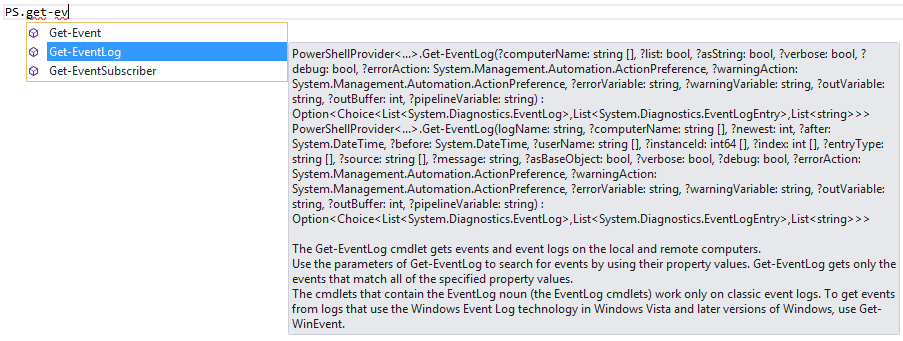 PS.get-ev
Get-Event
Get-EventLog
Get-EventSubscriber
PowerShellProvider<...>.Get-EventLog(?computerName: string [], ?list: bool, ?asString: bool, ?verbose: bool, ?
debug: bool, ?errorAction: System.Management.Automation.ActionPreference, ?warningAction:
System.Management.Automation.ActionPreference, ?errorVariable: string, ?warningVariable: string, ?outVariable:
string, ?outBuffer: int, ?pipelineVariable: string) :
Option<Choice<List<System.Diagnostics.EventLog>,List<System.Diagnostics.EventLogEntry>,List<string>>>
PowerShellProvider<...>.Get-EventLog(logName: string, ?computerName: string [], ?newest: int, ?after:
System.DateTime, ?before: System.DateTime, ?userName: string [], ?instanceId: int64 [], ?index: int [], ?entryType:
string [], ?source: string [], ?message: string, ?asBaseObject: bool, ?verbose: bool, ?debug: bool, ?errorAction:
System.Management.Automation.ActionPreference, ?warningAction:
System.Management.Automation.ActionPreference, ?errorVariable: string, ?warningVariable: string, ?outVariable:
string, ?outBuffer: int, ?pipelineVariable: string) :
Option<Choice<List<System.Diagnostics.EventLog>,List<System.Diagnostics.EventLogEntry>,List<string>>>
The Get-EventLog cmdlet gets events and event logs on the local and remote computers.
Use the parameters of Get-EventLog to search for events by using their property values. Get-EventLog gets only the
events that match all of the specified property values.
The cmdlets that contain the EventLog noun (the EventLog cmdlets) work only on classic event logs. To get events
from logs that use the Windows Event Log technology in Windows Vista and later versions of Windows, use Get-
WinEvent.